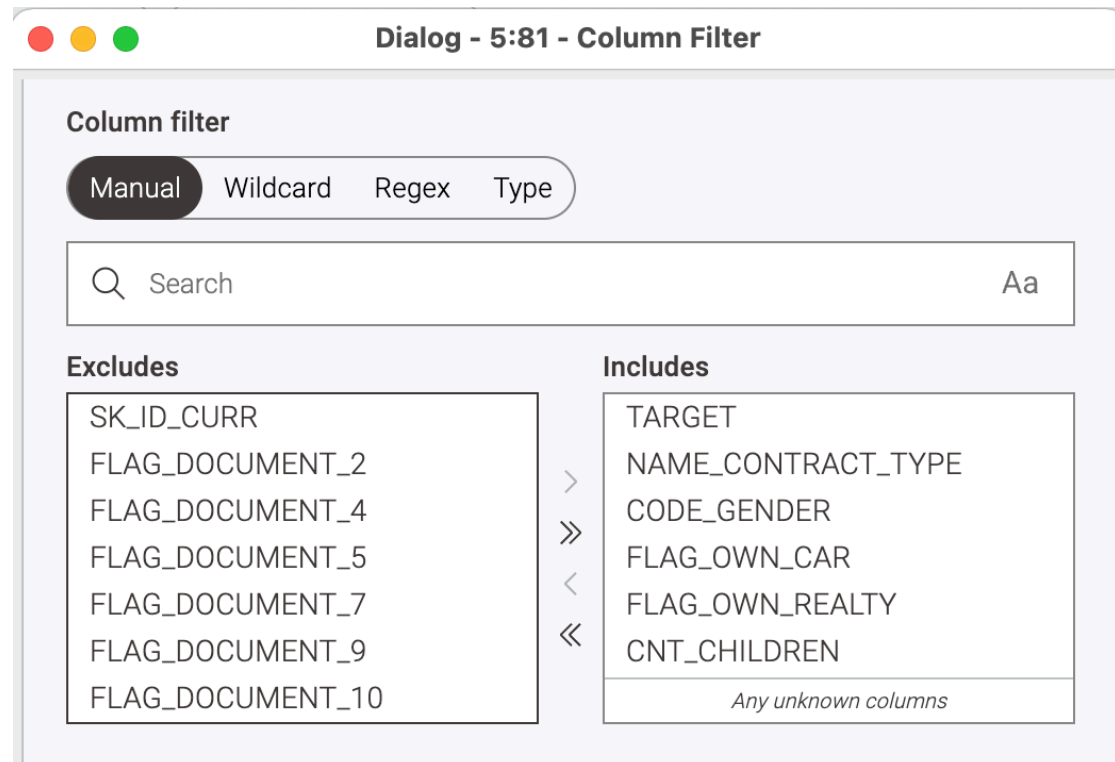 Dialog - 5:81 - Column Filter
Column filter
Manual Wildcard Regex Type
Search Aa
Excludes
SK_ID_CURR
FLAG_DOCUMENT_2
FLAG_DOCUMENT_4
FLAG_DOCUMENT_5
FLAG_DOCUMENT_7
FLAG_DOCUMENT_9
FLAG_DOCUMENT_10
Includes
TARGET
NAME_CONTRACT_TYPE
CODE_GENDER
FLAG_OWN_CAR
FLAG_OWN_REALTY
CNT_CHILDREN
Any unknown columns